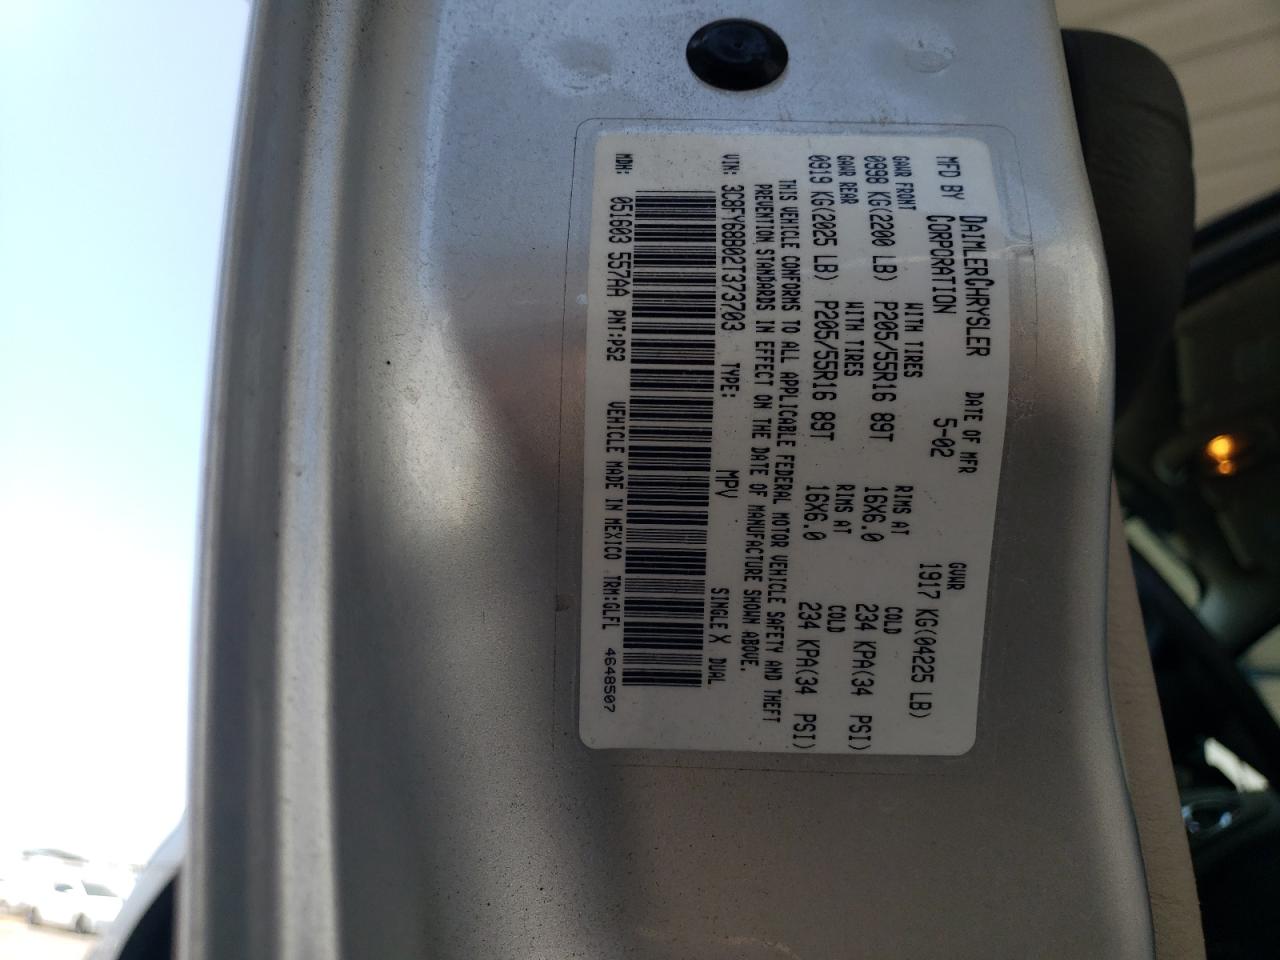 MFD BY DAIMLERCHRYSLER CORPORATION DATE OF MFR 5-02 GVWR 1917 KG(04225 LB)
GAWR FRONT WITH TIRES RIMS AT COLD
0998 KG(2200 LB) P205/55R16 89T 16X6.0 234 KPA(34 PSI)
GAWR REAR WITH TIRES RIMS AT COLD
0919 KG(2025 LB) P205/55R16 89T 16X6.0 234 KPA(34 PSI)
THIS VEHICLE CONFORMS TO ALL APPLICABLE FEDERAL MOTOR VEHICLE SAFETY AND THEFT
PREVENTION STANDARDS IN EFFECT ON THE DATE OF MANUFACTURE SHOWN ABOVE.
VIN: 3C8FY68B02T373703 TYPE: MPV SINGLE X DUAL
MDH: 051603 557AA PNT:PS2 VEHICLE MADE IN MEXICO TRM:GLFL 4648507